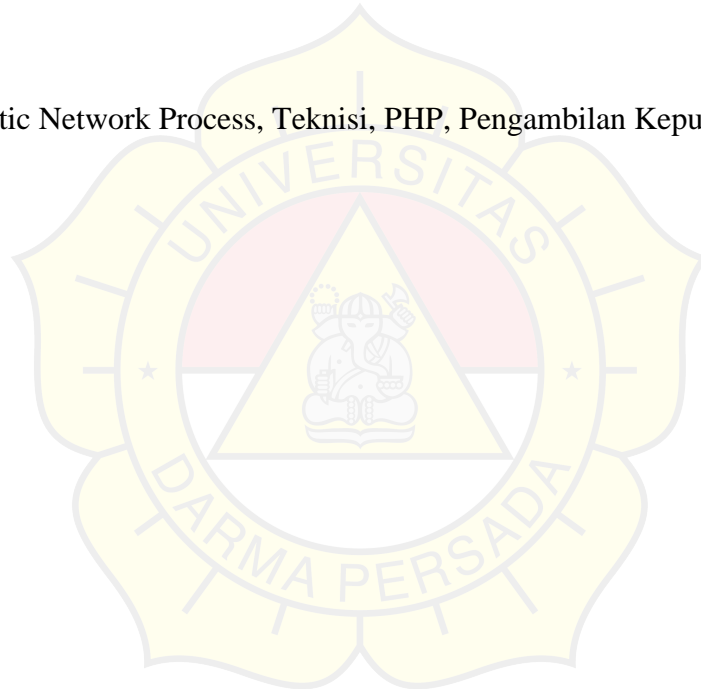 tic Network Process, Teknisi, PHP, Pengambilan Kepu
UNIVERSITAS
DARMA PERSADA